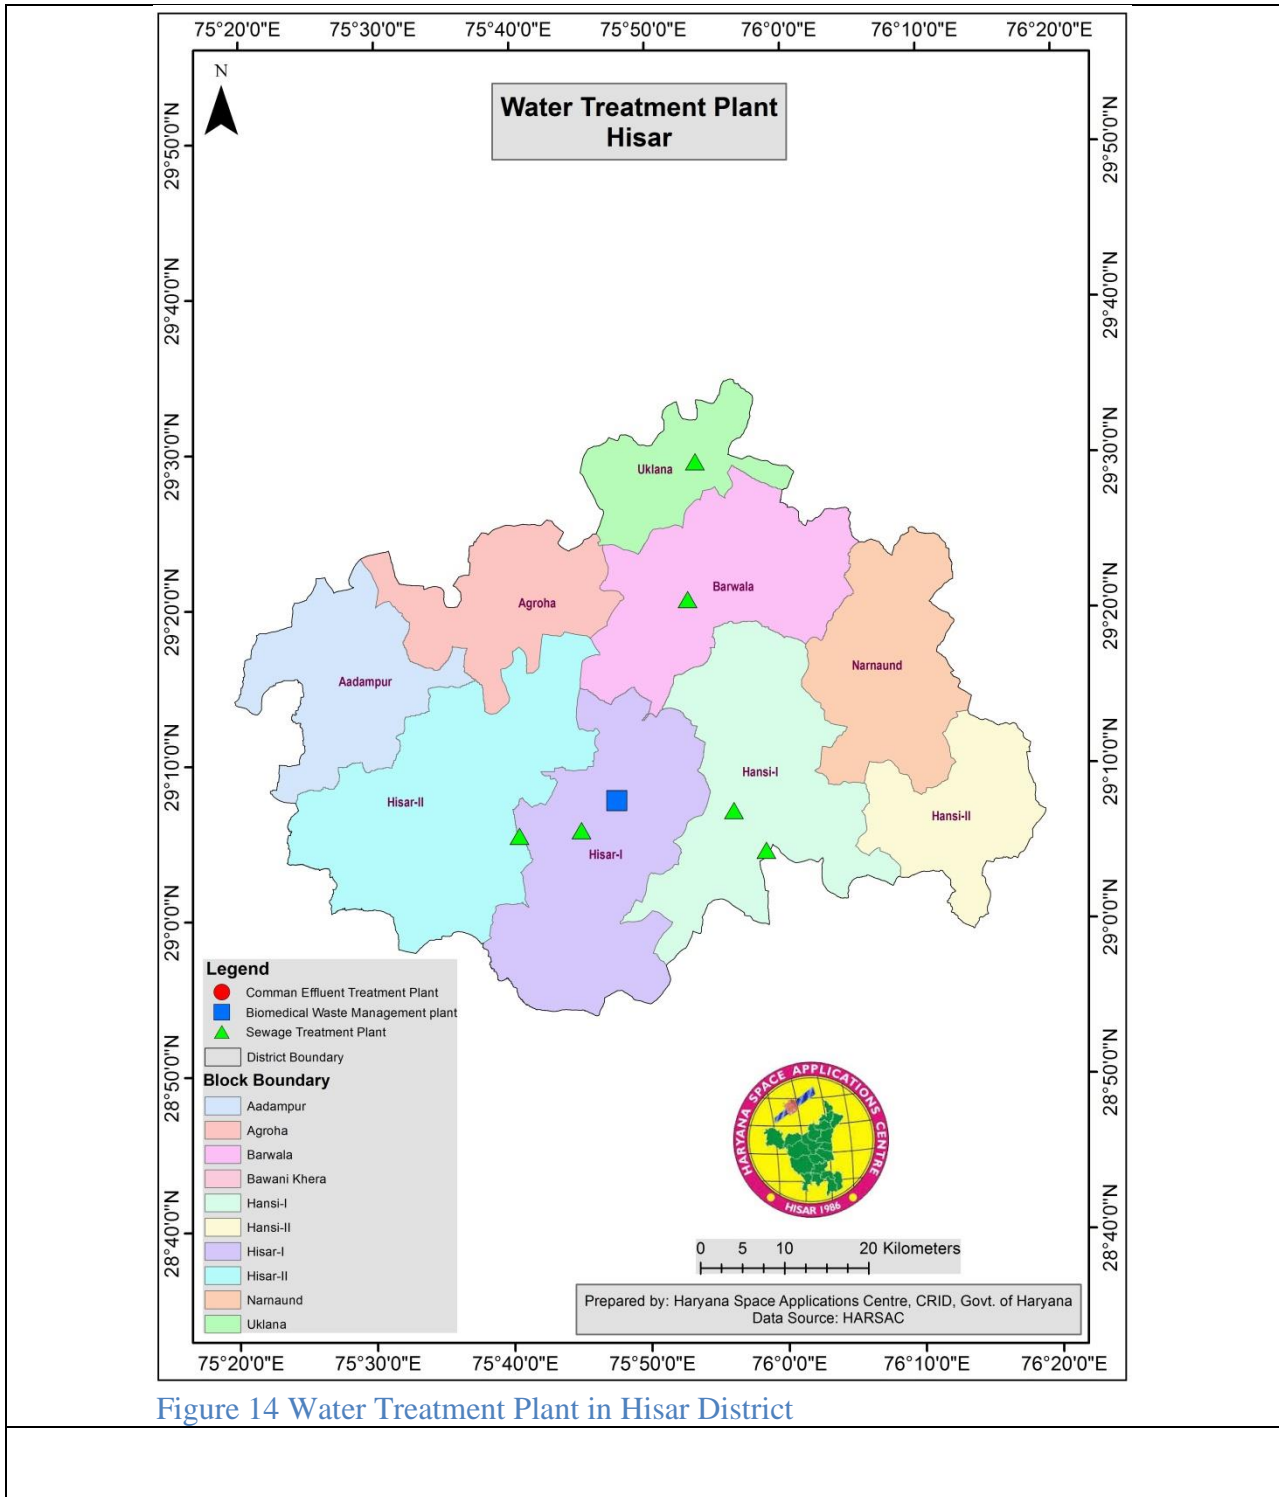 75°20'0"E 75°30'0"E 75°40'0"E 75°50'0"E 76°0'0"E 76°10'0"E 76°20'0"E
N
Water Treatment Plant
Hisar
29°50'0"N
29°50'0"N
29°40'0"N
29°40'0"N
29°30'0"N
29°30'0"N
29°20'0"N
29°20'0"N
29°10'0"N
29°10'0"N
29°0'0"N
29°0'0"N
28°50'0"N
28°50'0"N
28°40'0"N
28°40'0"N
Uklana
Barwala
Agroha
Narnaund
Aadampur
Hansi-I
Hisar-II
Hansi-II
Hisar-I
Legend
Comman Effluent Treatment Plant
Biomedical Waste Management plant
Sewage Treatment Plant
District Boundary
Block Boundary
Aadampur
Agroha
Barwala
Bawani Khera
Hansi-I
Hansi-II
Hisar-I
Hisar-II
Narnaund
Uklana
HARYANA SPACE APPLICATIONS CENTRE
HISAR 1986
0 5 10 20 Kilometers
Prepared by: Haryana Space Applications Centre, CRID, Govt. of Haryana
Data Source: HARSAC
75°20'0"E 75°30'0"E 75°40'0"E 75°50'0"E 76°0'0"E 76°10'0"E 76°20'0"E
Figure 14 Water Treatment Plant in Hisar District